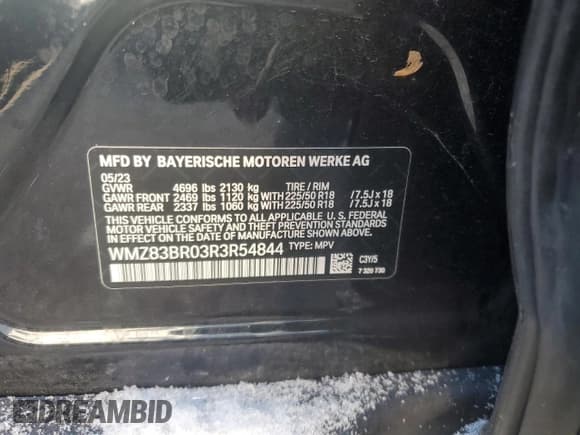 MFD BY BAYERISCHE MOTOREN WERKE AG
05/23
GVWR 4696 lbs 2130 kg TIRE / RIM
GAWR FRONT 2469 lbs 1120 kg WITH 225/50 R18 /7.5J x 18
GAWR REAR 2337 lbs 1060 kg WITH 225/50 R18 /7.5J x 18
THIS VEHICLE CONFORMS TO ALL APPLICABLE U. S. FEDERAL
MOTOR VEHICLE SAFETY, BUMPER, AND THEFT PREVENTION
STANDARDS IN EFFECT ON THE DATE OF MANUFACTURE SHOWN ABOVE.
WMZ83BR03R3R54844 TYPE: MPV
C3Y/5
7 320 730
DREAMBID